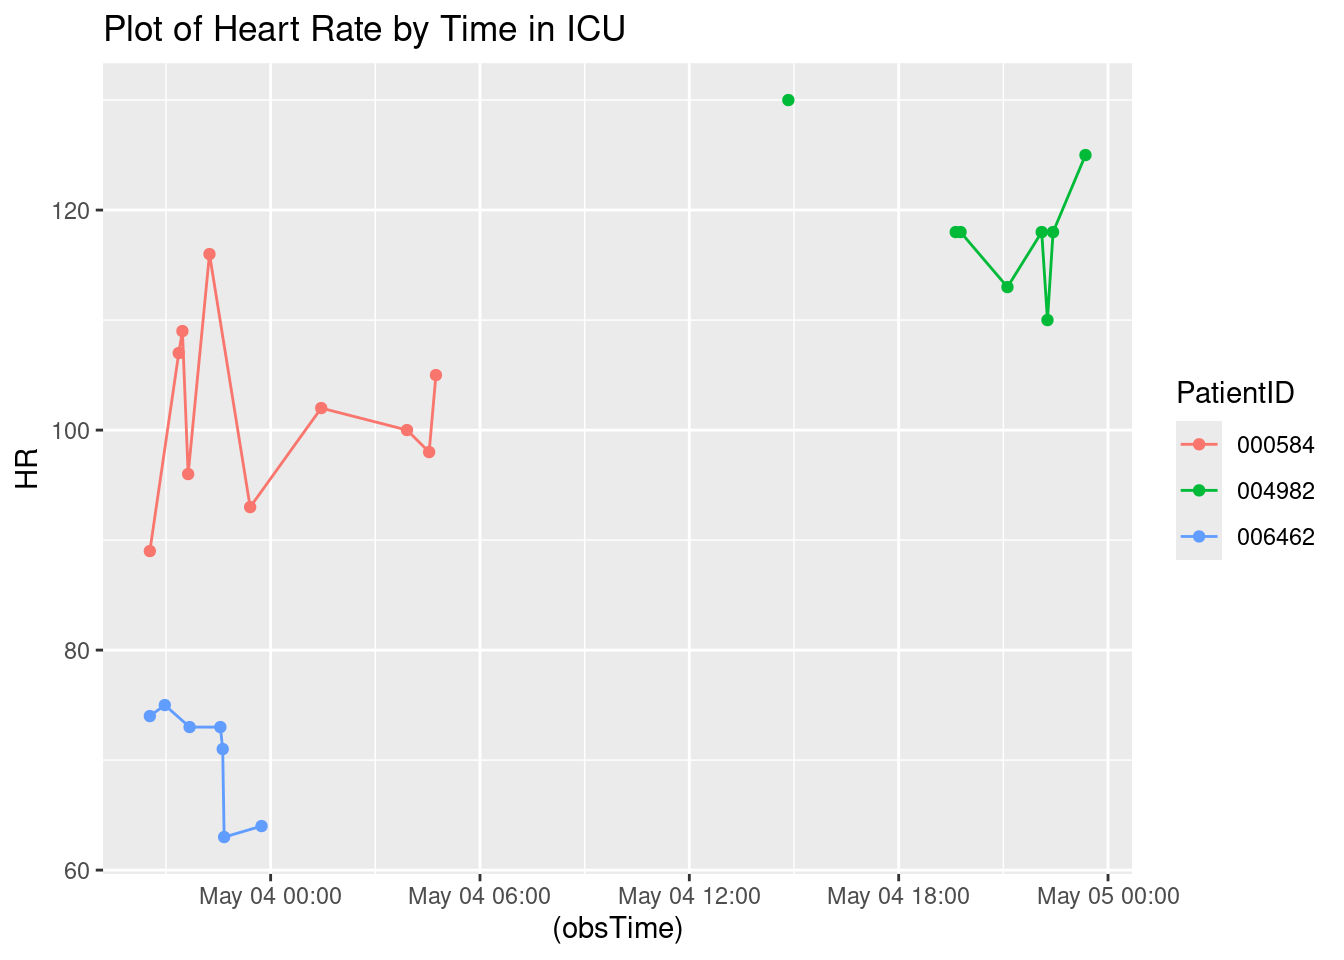 Plot of Heart Rate by Time in ICU
120
100
80
60
HR
May 04 00:00
May 04 06:00
May 04 12:00
May 04 18:00
May 05 00:00
(obsTime)
PatientID
000584
004982
006462